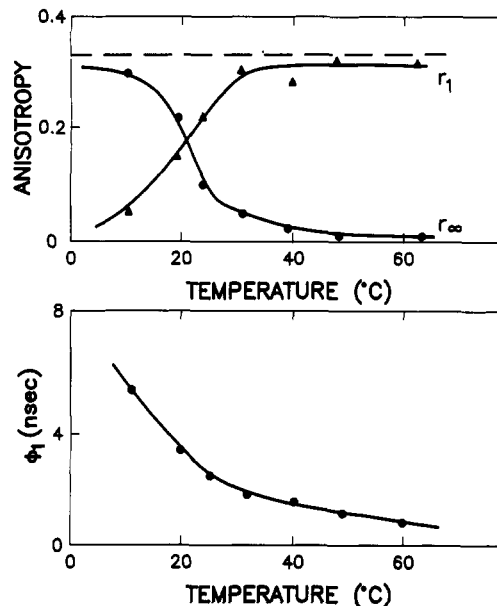 0.4
0.2
0
ANISOTROPY
r₁
r∞
0 20 40 60
TEMPERATURE (°C)
8
4
0
ϕ₁ (nsec)
0 20 40 60
TEMPERATURE (°C)